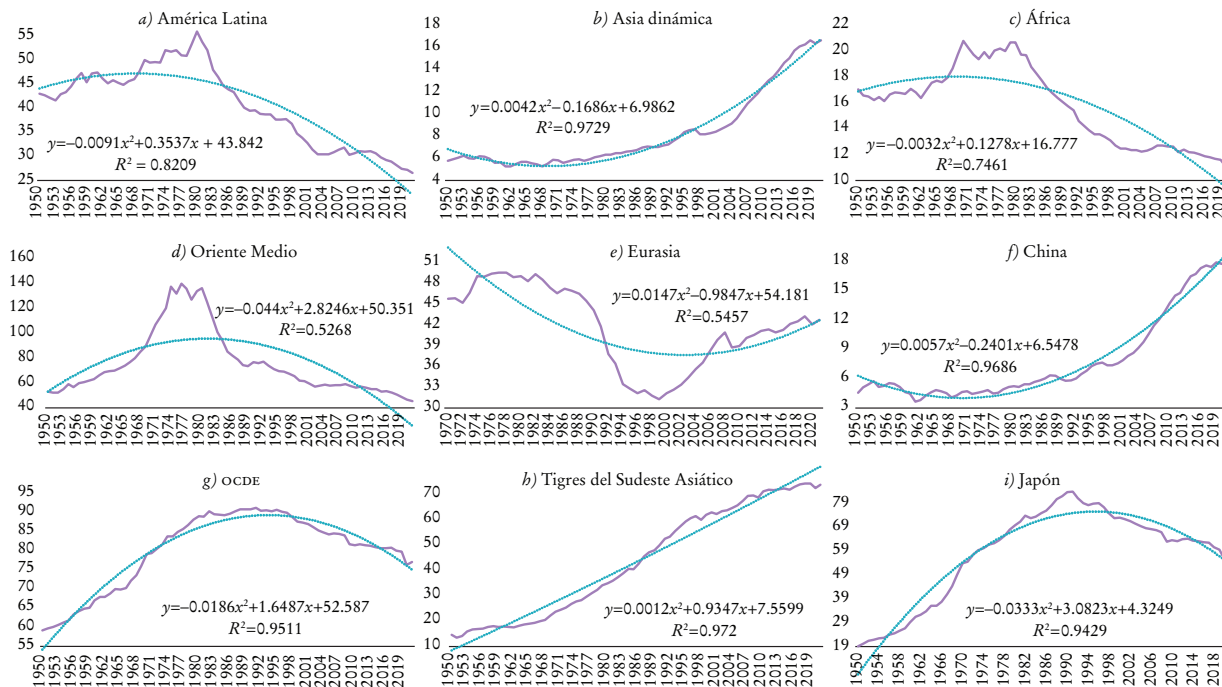 a) América Latina
55
50
45
40
35
30
25
y=−0.0091x²+0.3537x + 43.842
R² = 0.8209
1950 1953 1956 1959 1962 1965 1968 1971 1974 1977 1980 1983 1986 1989 1992 1995 1998 2001 2004 2007 2010 2013 2016 2019
b) Asia dinámica
18
16
14
12
10
8
6
4
y=0.0042x²−0.1686x+6.9862
R²=0.9729
1950 1953 1956 1959 1962 1965 1968 1971 1974 1977 1980 1983 1986 1989 1992 1995 1998 2001 2004 2007 2010 2013 2016 2019
c) África
22
20
18
16
14
12
10
y=−0.0032x²+0.1278x+16.777
R²=0.7461
1950 1953 1956 1959 1962 1965 1968 1971 1974 1977 1980 1983 1986 1989 1992 1995 1998 2001 2004 2007 2010 2013 2016 2019
d) Oriente Medio
160
140
120
100
80
60
40
y=−0.044x²+2.8246x+50.351
R²=0.5268
1950 1953 1956 1959 1962 1965 1968 1971 1974 1977 1980 1983 1986 1989 1992 1995 1998 2001 2004 2007 2010 2013 2016 2019
e) Eurasia
51
48
45
42
39
36
33
30
y=0.0147x²−0.9847x+54.181
R²=0.5457
1970 1972 1974 1976 1978 1980 1982 1984 1986 1988 1990 1992 1994 1996 1998 2000 2002 2004 2006 2008 2010 2012 2014 2016 2018 2020
f) China
18
15
12
9
6
3
y=0.0057x²−0.2401x+6.5478
R²=0.9686
1950 1953 1956 1959 1962 1965 1968 1971 1974 1977 1980 1983 1986 1989 1992 1995 1998 2001 2004 2007 2010 2013 2016 2019
g) OCDE
95
90
85
80
75
70
65
60
55
y=−0.0186x²+1.6487x+52.587
R²=0.9511
1950 1953 1956 1959 1962 1965 1968 1971 1974 1977 1980 1983 1986 1989 1992 1995 1998 2001 2004 2007 2010 2013 2016 2019
h) Tigres del Sudeste Asiático
70
60
50
40
30
20
10
y=0.0012x²+0.9347x+7.5599
R²=0.972
1950 1953 1956 1959 1962 1965 1968 1971 1974 1977 1980 1983 1986 1989 1992 1995 1998 2001 2004 2007 2010 2013 2016 2019
i) Japón
79
69
59
49
39
29
19
y=−0.0333x²+3.0823x+4.3249
R²=0.9429
1950 1954 1958 1962 1966 1970 1974 1978 1982 1986 1990 1994 1998 2002 2006 2010 2014 2018